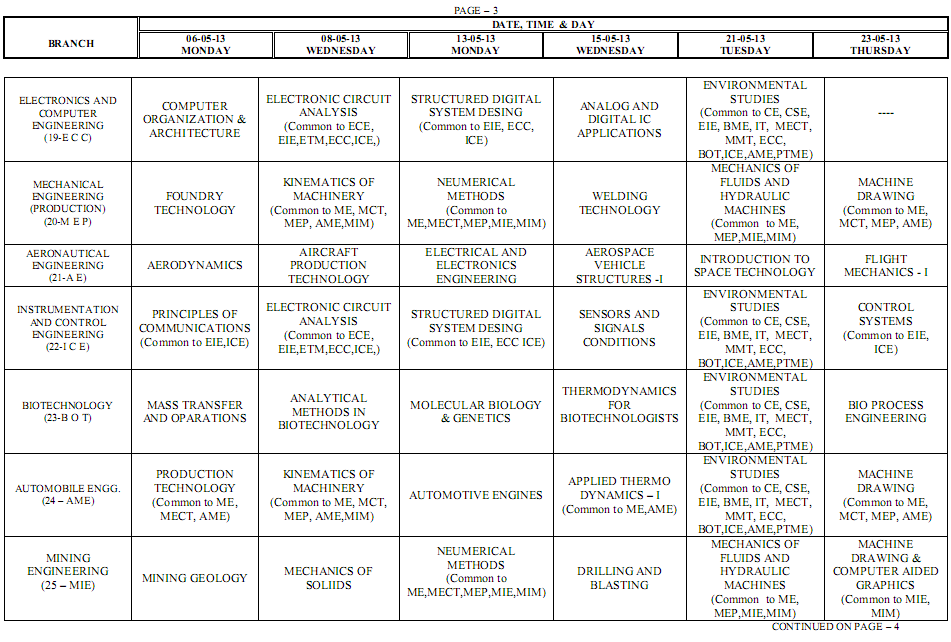 PAGE – 3
BRANCH
DATE, TIME & DAY
06-05-13
MONDAY
08-05-13
WEDNESDAY
13-05-13
MONDAY
15-05-13
WEDNESDAY
21-05-13
TUESDAY
23-05-13
THURSDAY
ELECTRONICS AND
COMPUTER
ENGINEERING
(19-E C C)
COMPUTER
ORGANIZATION &
ARCHITECTURE
ELECTRONIC CIRCUIT
ANALYSIS
(Common to ECE,
EIE,ETM,ECC,ICE,)
STRUCTURED DIGITAL
SYSTEM DESING
(Common to EIE, ECC,
ICE)
ANALOG AND
DIGITAL IC
APPLICATIONS
ENVIRONMENTAL
STUDIES
(Common to CE, CSE,
EIE, BME, IT, MECT,
MMT, ECC,
BOT,ICE,AME,PTME)
----
MECHANICAL
ENGINEERING
(PRODUCTION)
(20-M E P)
FOUNDRY
TECHNOLOGY
KINEMATICS OF
MACHINERY
(Common to ME, MCT,
MEP, AME,MIM)
NEUMERICAL
METHODS
(Common to
ME,MECT,MEP,MIE,MIM)
WELDING
TECHNOLOGY
MECHANICS OF
FLUIDS AND
HYDRAULIC
MACHINES
(Common to ME,
MEP,MIE,MIM)
MACHINE
DRAWING
(Common to ME,
MCT, MEP, AME)
AERONAUTICAL
ENGINEERING
(21-A E)
AERODYNAMICS
AIRCRAFT
PRODUCTION
TECHNOLOGY
ELECTRICAL AND
ELECTRONICS
ENGINEERING
AEROSPACE
VEHICLE
STRUCTURES -I
INTRODUCTION TO
SPACE TECHNOLOGY
FLIGHT
MECHANICS - I
INSTRUMENTATION
AND CONTROL
ENGINEERING
(22-I C E)
PRINCIPLES OF
COMMUNICATIONS
(Common to EIE,ICE)
ELECTRONIC CIRCUIT
ANALYSIS
(Common to ECE,
EIE,ETM,ECC,ICE,)
STRUCTURED DIGITAL
SYSTEM DESING
(Common to EIE, ECC ICE)
SENSORS AND
SIGNALS
CONDITIONS
ENVIRONMENTAL
STUDIES
(Common to CE, CSE,
EIE, BME, IT, MECT,
MMT, ECC,
BOT,ICE,AME,PTME)
CONTROL
SYSTEMS
(Common to EIE,
ICE)
BIOTECHNOLOGY
(23-B O T)
MASS TRANSFER
AND OPARATIONS
ANALYTICAL
METHODS IN
BIOTECHNOLOGY
MOLECULAR BIOLOGY
& GENETICS
THERMODYNAMICS
FOR
BIOTECHNOLOGISTS
ENVIRONMENTAL
STUDIES
(Common to CE, CSE,
EIE, BME, IT, MECT,
MMT, ECC,
BOT,ICE,AME,PTME)
BIO PROCESS
ENGINEERING
AUTOMOBILE ENGG.
(24 – AME)
PRODUCTION
TECHNOLOGY
(Common to ME,
MECT, AME)
KINEMATICS OF
MACHINERY
(Common to ME, MCT,
MEP, AME,MIM)
AUTOMOTIVE ENGINES
APPLIED THERMO
DYNAMICS – I
(Common to ME,AME)
ENVIRONMENTAL
STUDIES
(Common to CE, CSE,
EIE, BME, IT, MECT,
MMT, ECC,
BOT,ICE,AME,PTME)
MACHINE
DRAWING
(Common to ME,
MCT, MEP, AME)
MINING
ENGINEERING
(25 – MIE)
MINING GEOLOGY
MECHANICS OF
SOLIIDS
NEUMERICAL
METHODS
(Common to
ME,MECT,MEP,MIE,MIM)
DRILLING AND
BLASTING
MECHANICS OF
FLUIDS AND
HYDRAULIC
MACHINES
(Common to ME,
MEP,MIE,MIM)
MACHINE
DRAWING &
COMPUTER AIDED
GRAPHICS
(Common to MIE,
MIM)
CONTINUED ON PAGE – 4